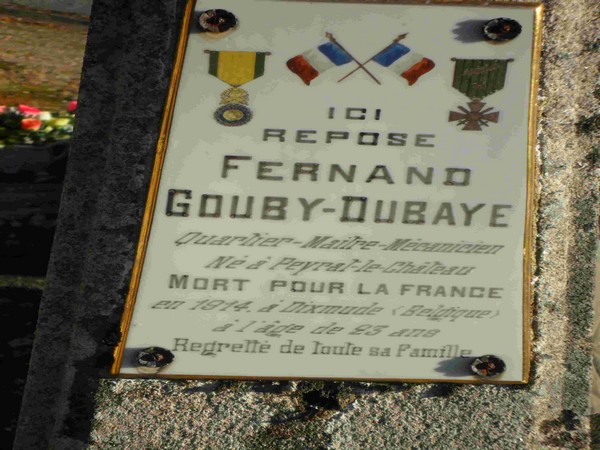 ICI
REPOSE
FERNAND
GOUBY-DUBAYE
Quartier-Maître-Mécanicien
Né à Peyrat-le-Château
MORT POUR LA FRANCE
en 1914, à Dixmude (Belgique)
à l'âge de 23 ans
Regretté de toute sa Famille